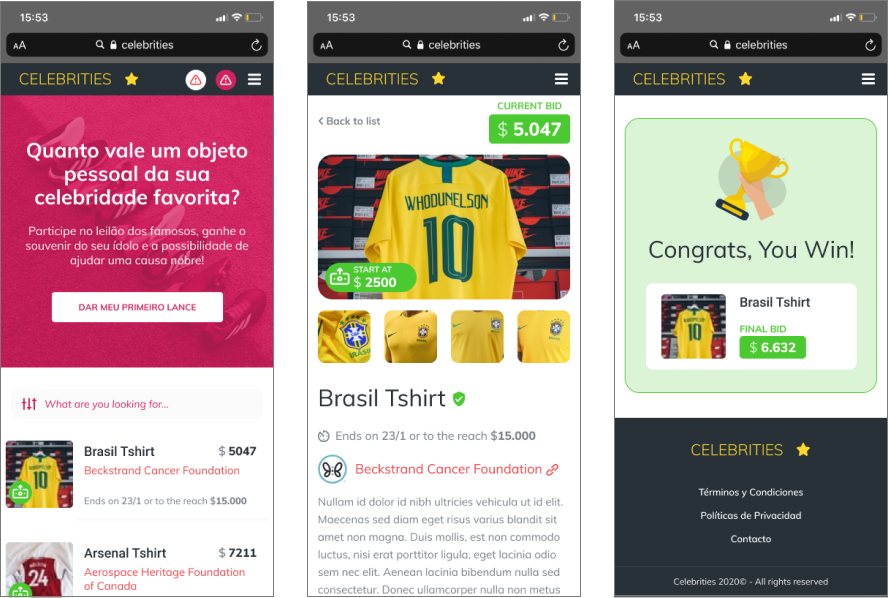 15:53
AA celebrities
CELEBRITIES
Quanto vale um objeto
pessoal da sua
celebridade favorita?
Participe no leilão dos famosos, ganhe o
souvenir do seu ídolo e a possibilidade de
ajudar uma causa nobre!
DAR MEU PRIMEIRO LANCE
What are you looking for...
Brasil Tshirt $ 5047
Beckstrand Cancer Foundation
Ends on 23/1 or to the reach $15.000
24
Arsenal Tshirt $ 7211
Aerospace Heritage Foundation
of Canada
15:53
AA celebrities
CELEBRITIES
CURRENT BID
Back to list
$ 5.047
NIKE
WHODUNELSON
10
START AT
$ 2500
BRASIL
Brasil Tshirt
Ends on 23/1 or to the reach $15.000
Beckstrand Cancer Foundation
Nullam id dolor id nibh ultricies vehicula ut id elit.
Maecenas sed diam eget risus varius blandit sit
amet non magna. Duis mollis, est non commodo
luctus, nisi erat porttitor ligula, eget lacinia odio
sem nec elit. Aenean lacinia bibendum nulla sed
consectetur. Donec ullamcorper nulla non metus
15:53
AA celebrities
CELEBRITIES
Congrats, You Win!
10
Brasil Tshirt
FINAL BID
$ 6.632
CELEBRITIES
Términos y Condiciones
Políticas de Privacidad
Contacto
Celebrities 2020© - All rights reserved